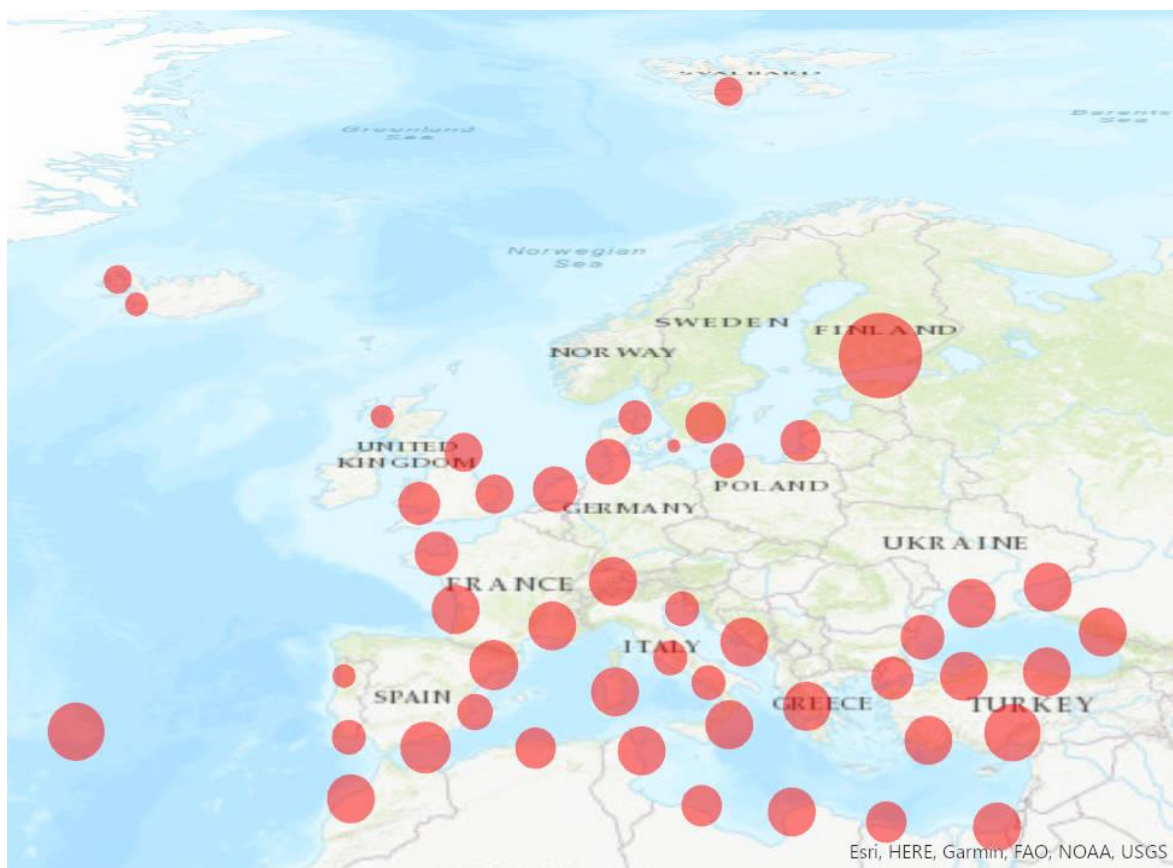 SVALBARD
Greenland
Sea
Barents
Sea
Norwegian
Sea
SWEDEN
FINLAND
NORWAY
UNITED
KINGDOM
POLAND
GERMANY
UKRAINE
FRANCE
ITALY
SPAIN
GREECE
TURKEY
Esri, HERE, Garmin, FAO, NOAA, USGS